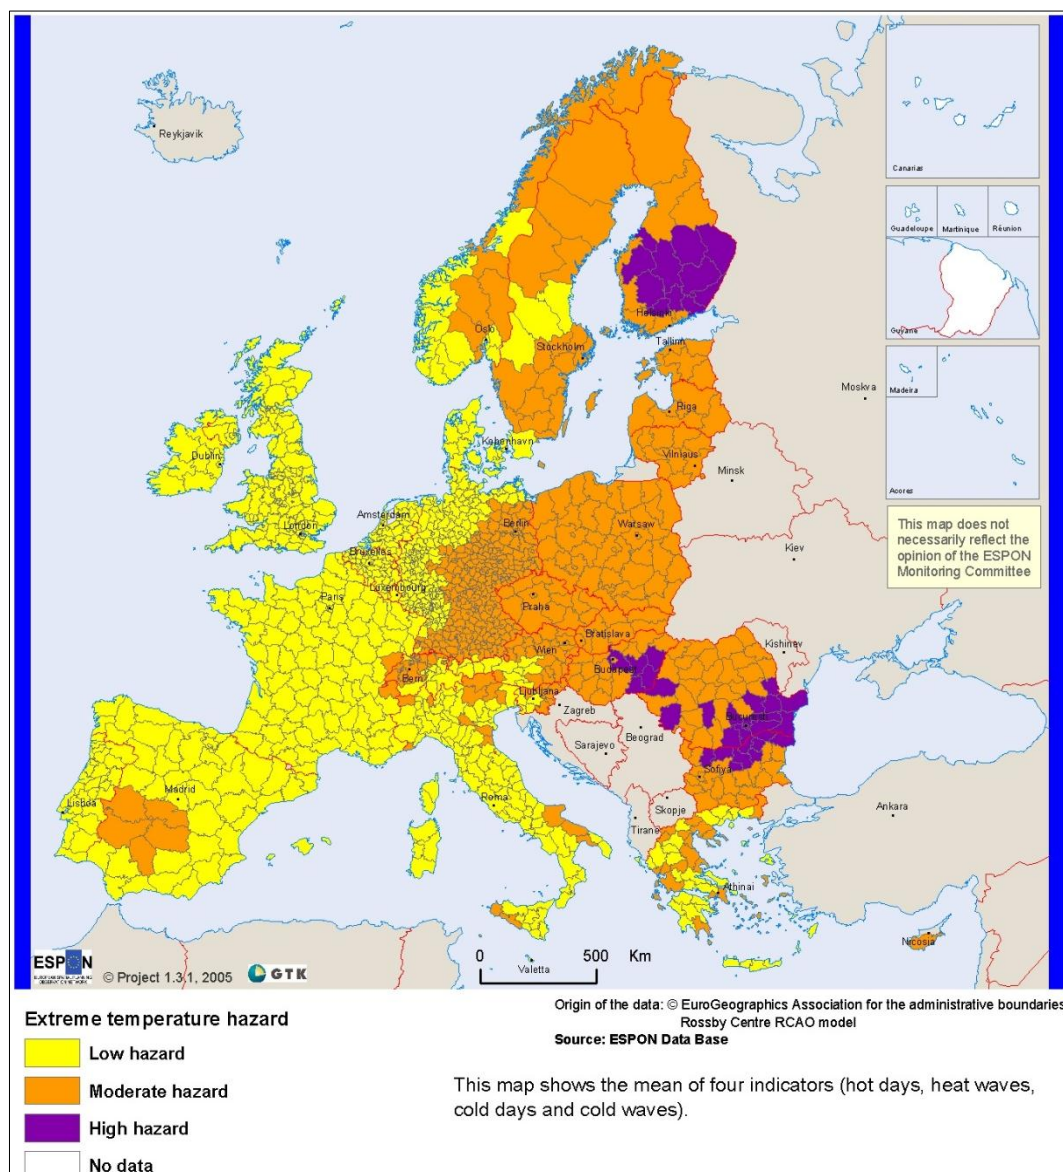 Reykjavik
Canarias
Guadeloupe
Martinique
Réunion
Guyane
Madeira
Acores
This map does not
necessarily reflect the
opinion of the ESPON
Monitoring Committee
Oslo
Stockholm
Helsinki
Tallinn
Riga
Moskva
Vilniaus
Minsk
Dublin
København
London
Amsterdam
Berlin
Warsaw
Bruxelles
Kiev
Luxembourg
Praha
Paris
Bratislava
Wien
Kishinev
Budapest
Bern
Ljubljana
Zagreb
Beograd
Bucuresti
Sarajevo
Sofiya
Madrid
Roma
Lisboa
Skopje
Tirane
Ankara
Athinai
Nicosia
Valetta
0 500 Km
ESPON
© Project 1.3.1, 2005
GTK
Origin of the data: © EuroGeographics Association for the administrative boundaries
Rossby Centre RCAO model
Source: ESPON Data Base
Extreme temperature hazard
Low hazard
Moderate hazard
High hazard
No data
This map shows the mean of four indicators (hot days, heat waves,
cold days and cold waves).